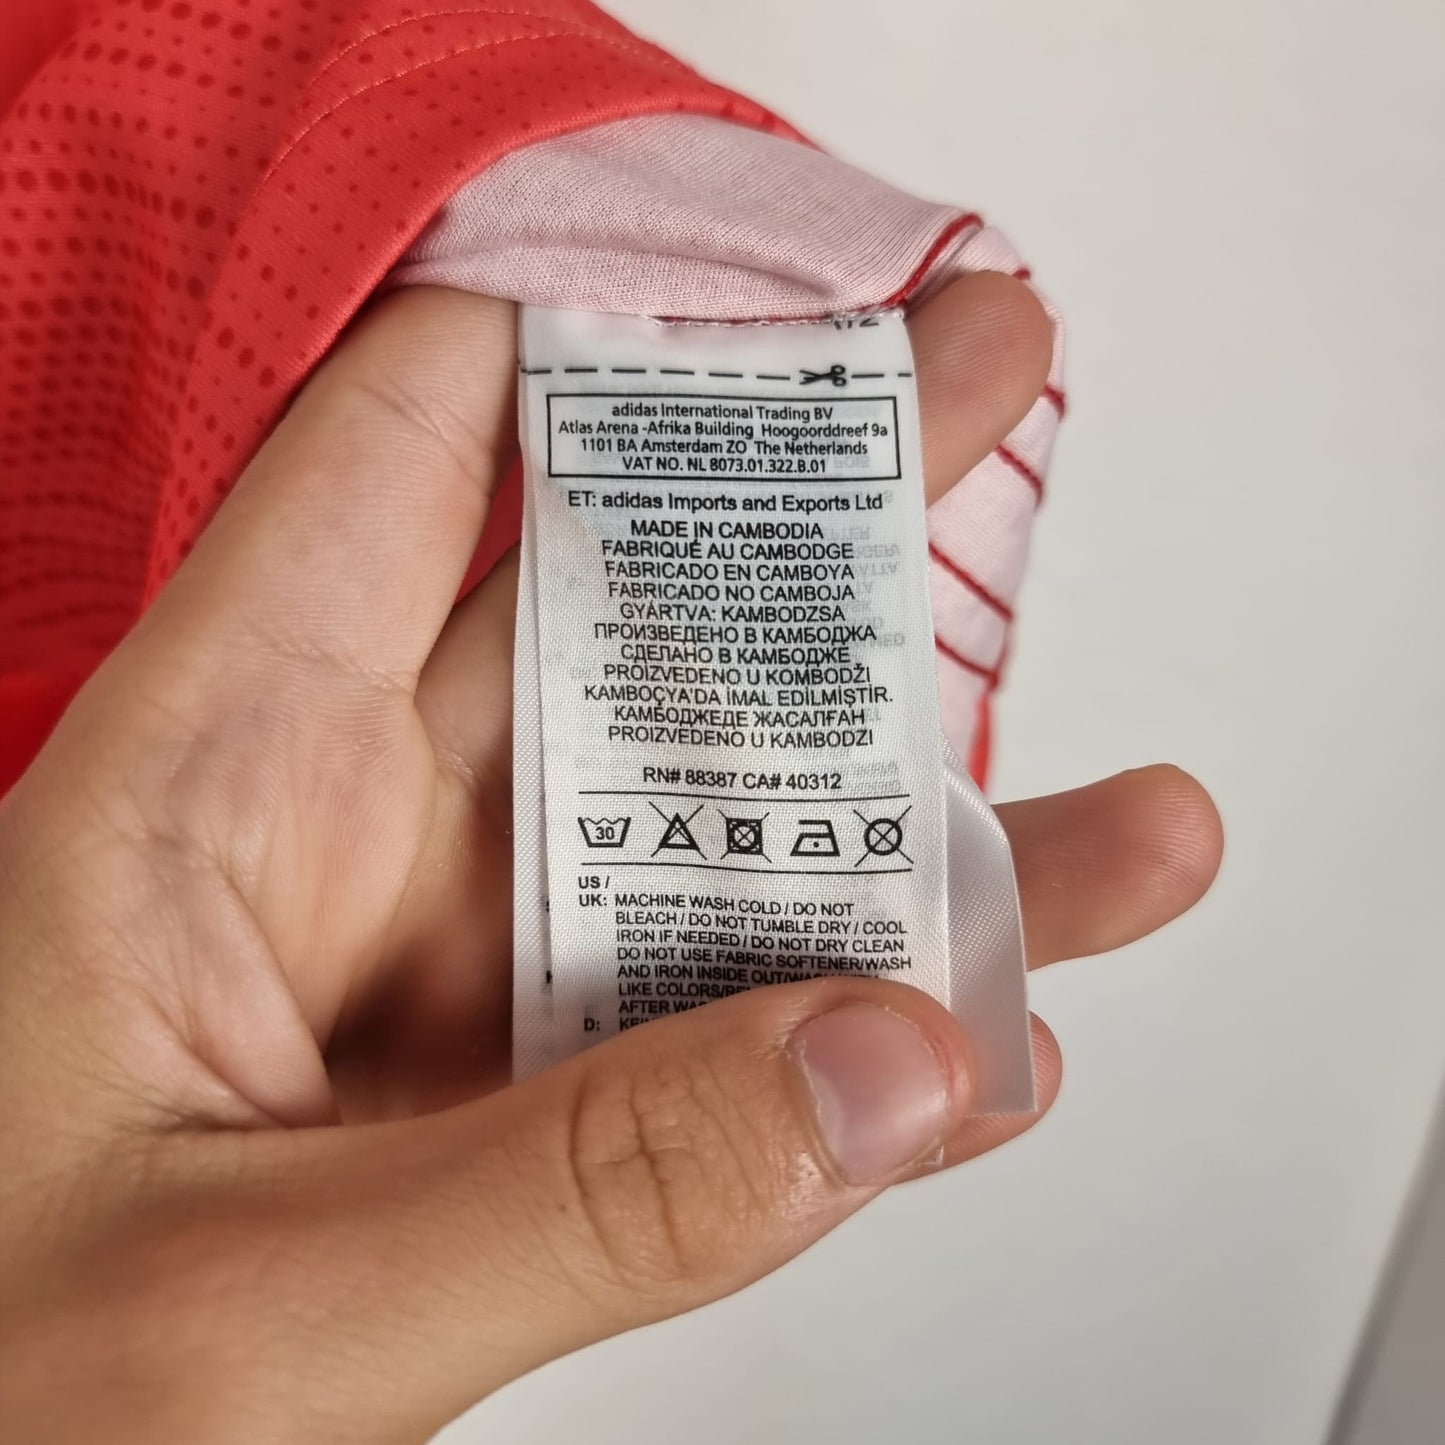 adidas International Trading BV
Atlas Arena -Afrika Building Hoogoorddreef 9a
1101 BA Amsterdam ZO The Netherlands
VAT NO. NL 8073.01.322.B.01
ET: adidas Imports and Exports Ltd
MADE IN CAMBODIA
FABRIQUÉ AU CAMBODGE
FABRICADO EN CAMBOYA
FABRICADO NO CAMBOJA
GYÁRTVA: KAMBODZSA
ПРОИЗВЕДЕНО В КАМБОДЖА
СДЕЛАНО В КАМБОДЖЕ
PROIZVEDENO U KOMBODŽI
KAMBOÇYA'DA İMAL EDİLMİŞTİR.
КАМБОДЖЕДЕ ЖАСАЛҒАН
PROIZVEDENO U KAMBODZI
RN# 88387 CA# 40312
30
US /
UK: MACHINE WASH COLD / DO NOT
BLEACH / DO NOT TUMBLE DRY / COOL
IRON IF NEEDED / DO NOT DRY CLEAN
DO NOT USE FABRIC SOFTENER/WASH
AND IRON INSIDE OUT/
LIKE COLORS/
AFTER
D: